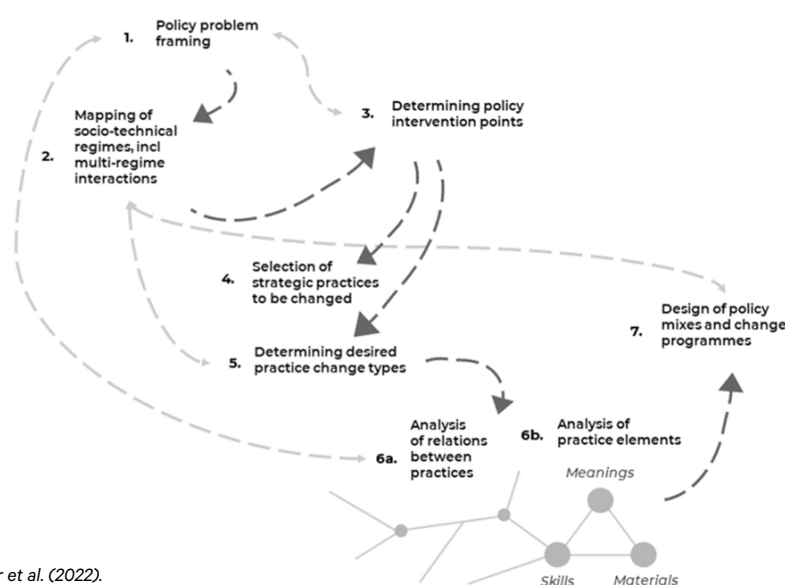 1. Policy problem
framing
2. Mapping of
socio-technical
regimes, incl
multi-regime
interactions
3. Determining policy
intervention points
4. Selection of
strategic practices
to be changed
5. Determining desired
practice change types
6a. Analysis
of relations
between
practices
6b. Analysis of
practice elements
Meanings
Skills
Materials
7. Design of policy
mixes and change
programmes
et al. (2022).